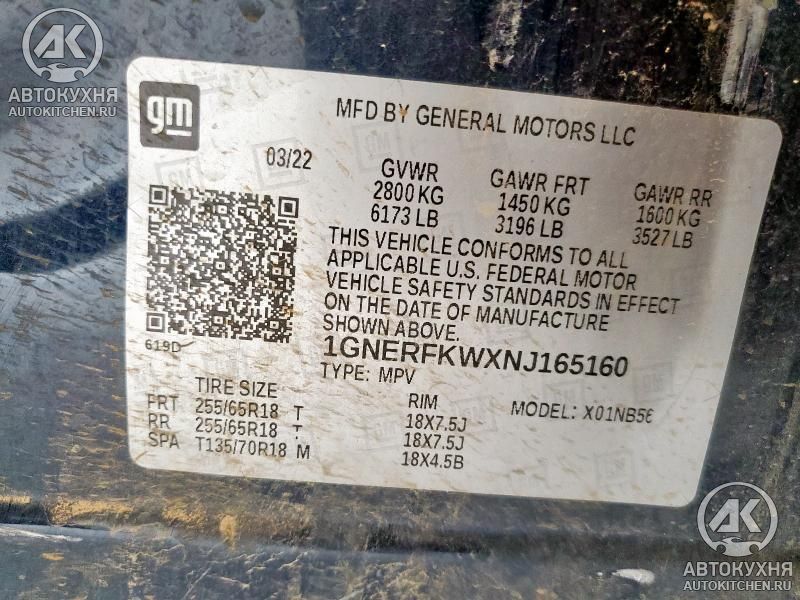 AK
АВТОКУХНЯ
AUTOKITCHEN.RU
gm
MFD BY GENERAL MOTORS LLC
03/22
GVWR GAWR FRT GAWR RR
2800 KG 1450 KG 1600 KG
6173 LB 3196 LB 3527 LB
THIS VEHICLE CONFORMS TO ALL
APPLICABLE U.S. FEDERAL MOTOR
VEHICLE SAFETY STANDARDS IN EFFECT
ON THE DATE OF MANUFACTURE
SHOWN ABOVE.
619D
1GNERFKWXNJ165160
TYPE: MPV
TIRE SIZE RIM MODEL: X01NB56
FRT 255/65R18 T 18X7.5J
RR 255/65R18 T 18X7.5J
SPA T135/70R18 M 18X4.5B
AK
АВТОКУХНЯ
AUTOKITCHEN.RU